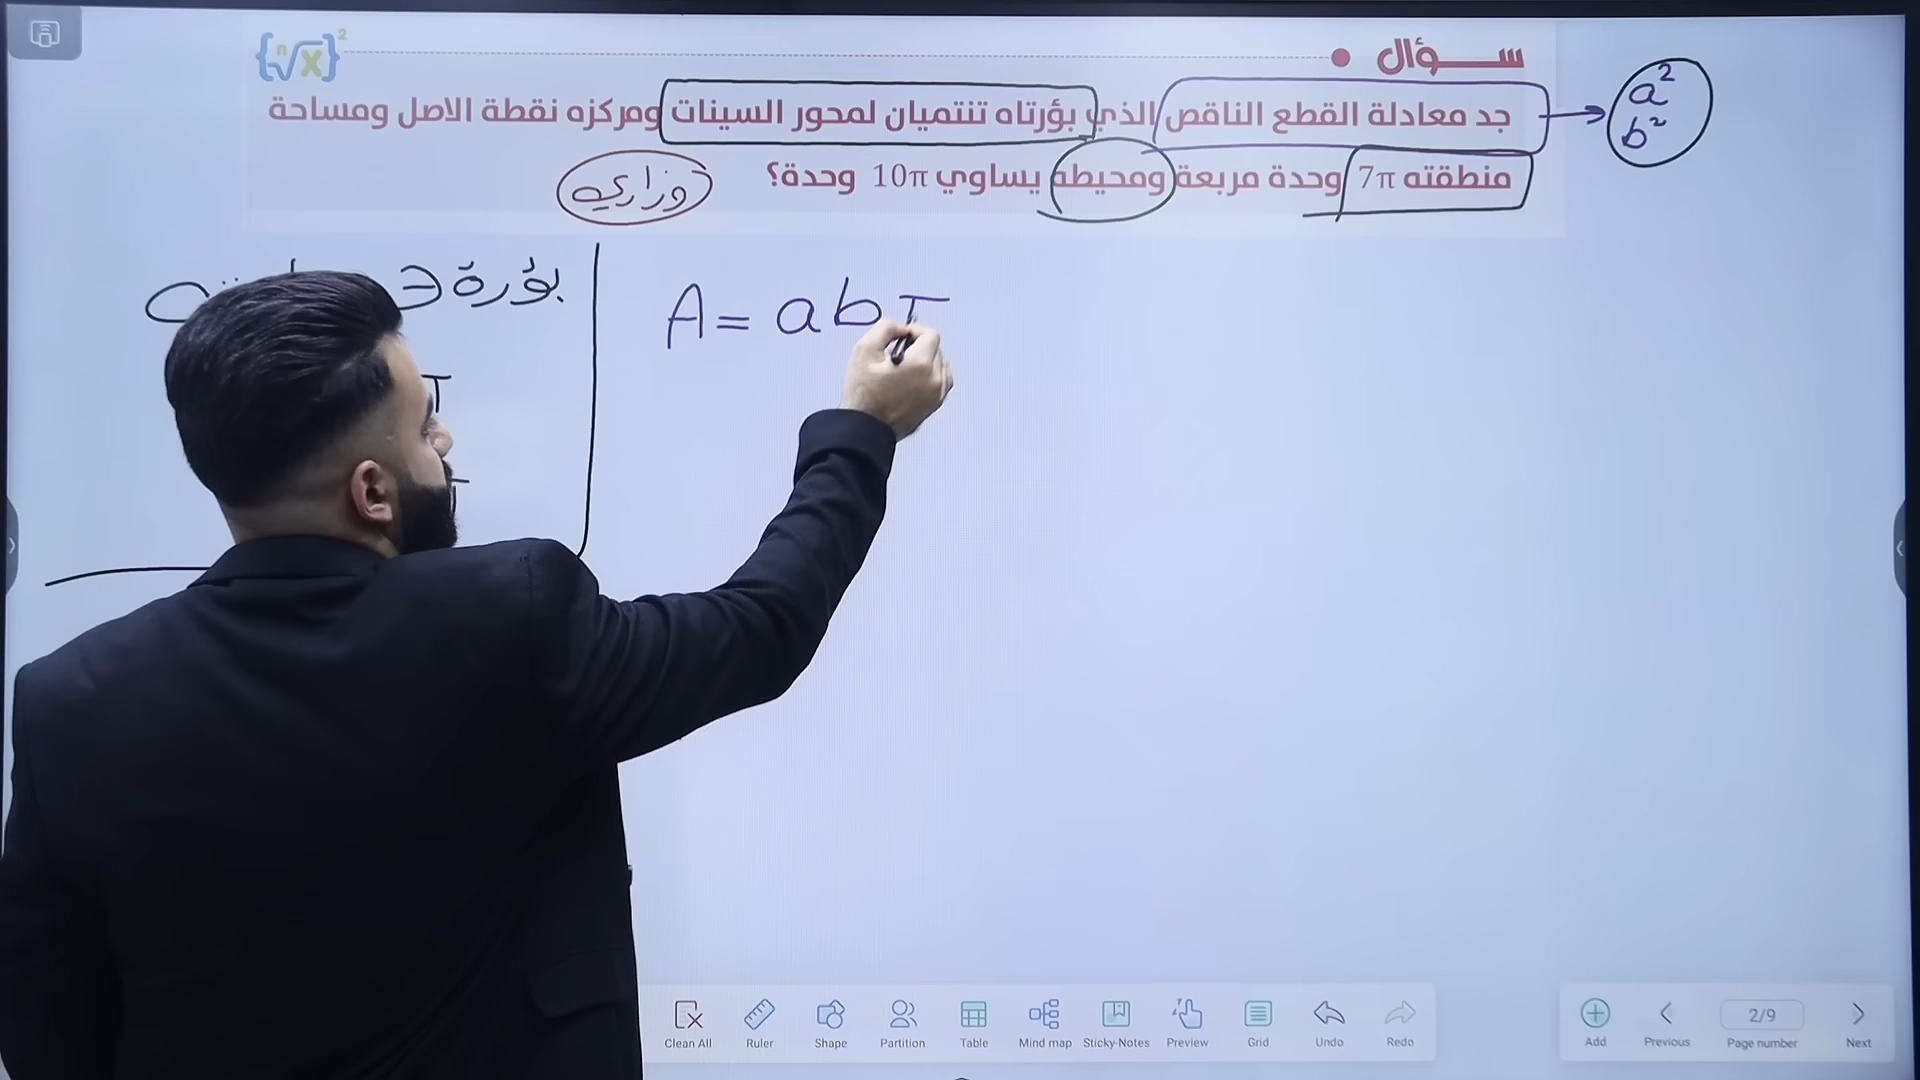 سـؤال
{ⁿ√x}²
جد معادلة القطع الناقص الذي بؤرتاه تنتميان لمحور السينات ومركزه نقطة الاصل ومساحة
منطقته 7π وحدة مربعة ومحيطه يساوي 10π وحدة؟
وزاري
a²
b²
بؤرة
A = a b π
Clean All Ruler Shape Partition Table Mind map Sticky-Notes Preview Grid Undo Redo
Add Previous 2/9 Page number Next